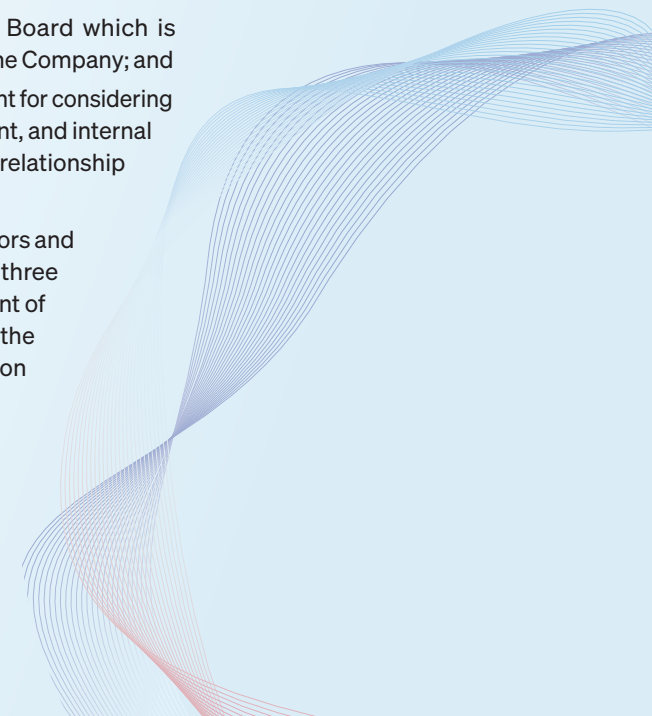 Board which is
ne Company; and
nt for considering
nt, and internal
relationship
ors and
three
nt of
the
on